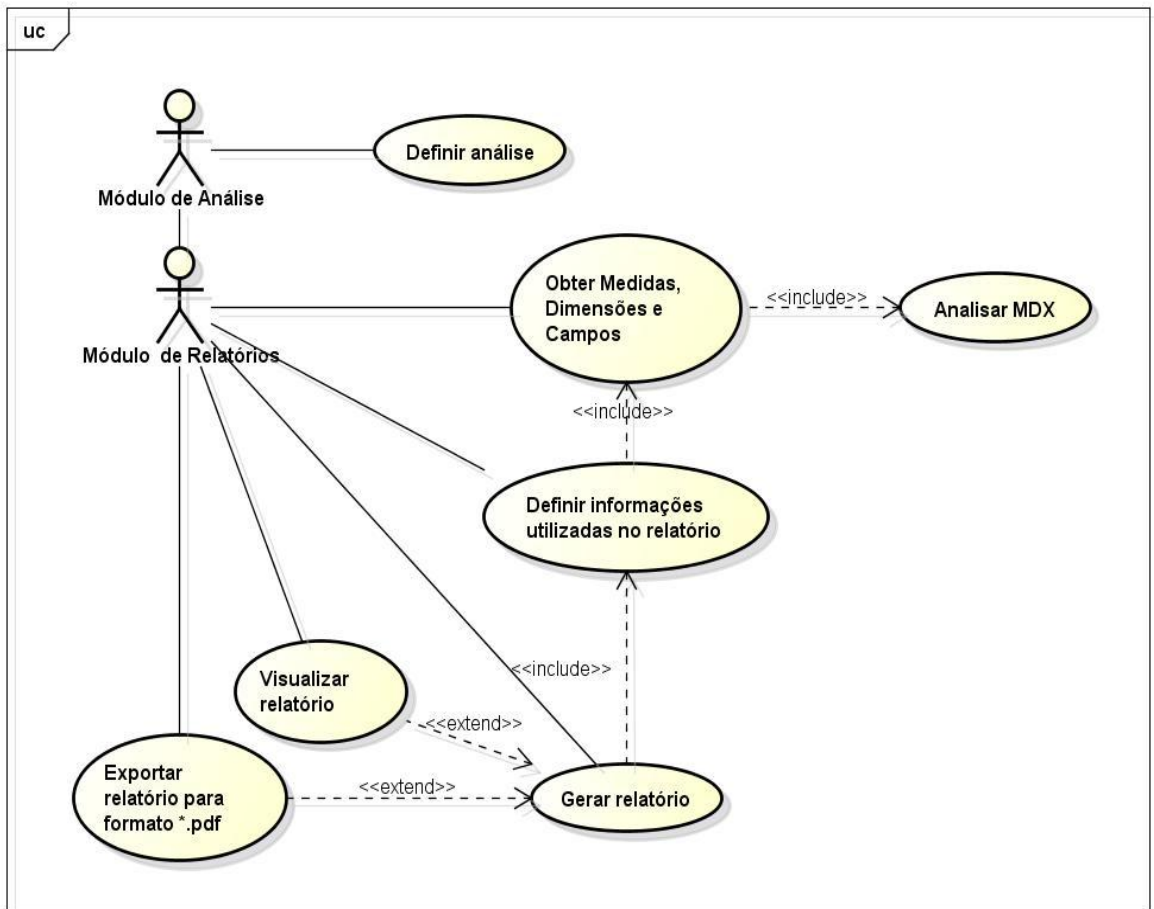 uc
Definir análise
Módulo de Análise
Obter Medidas,
Dimensões e
Campos
<<include>>
Analisar MDX
Módulo de Relatórios
<<include>>
Definir informações
utilizadas no relatório
<<include>>
Visualizar
relatório
<<extend>>
Exportar
relatório para
formato *.pdf
<<extend>>
Gerar relatório